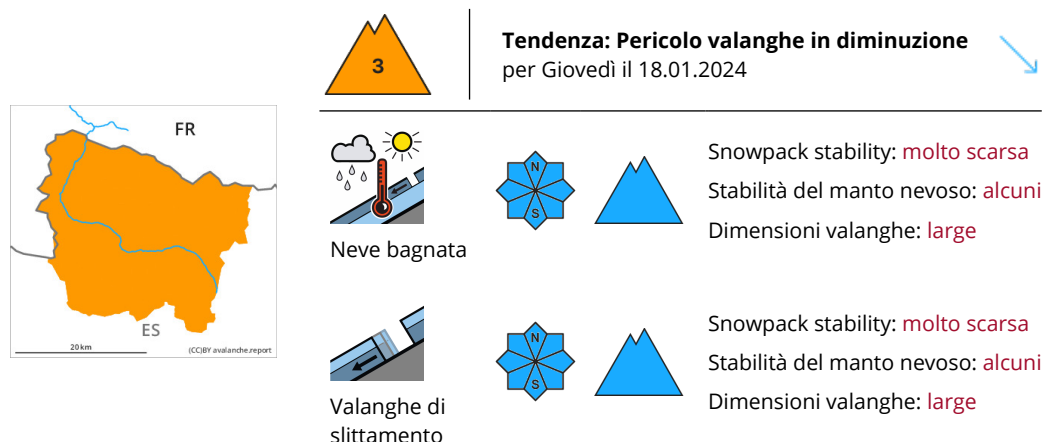 3
Tendenza: Pericolo valanghe in diminuzione
per Giovedì il 18.01.2024
FR
ES
20 km
(CC)BY avalanche.report
N
S
Neve bagnata
Snowpack stability: molto scarsa
Stabilità del manto nevoso: alcuni
Dimensioni valanghe: large
N
S
Valanghe di
slittamento
Snowpack stability: molto scarsa
Stabilità del manto nevoso: alcuni
Dimensioni valanghe: large